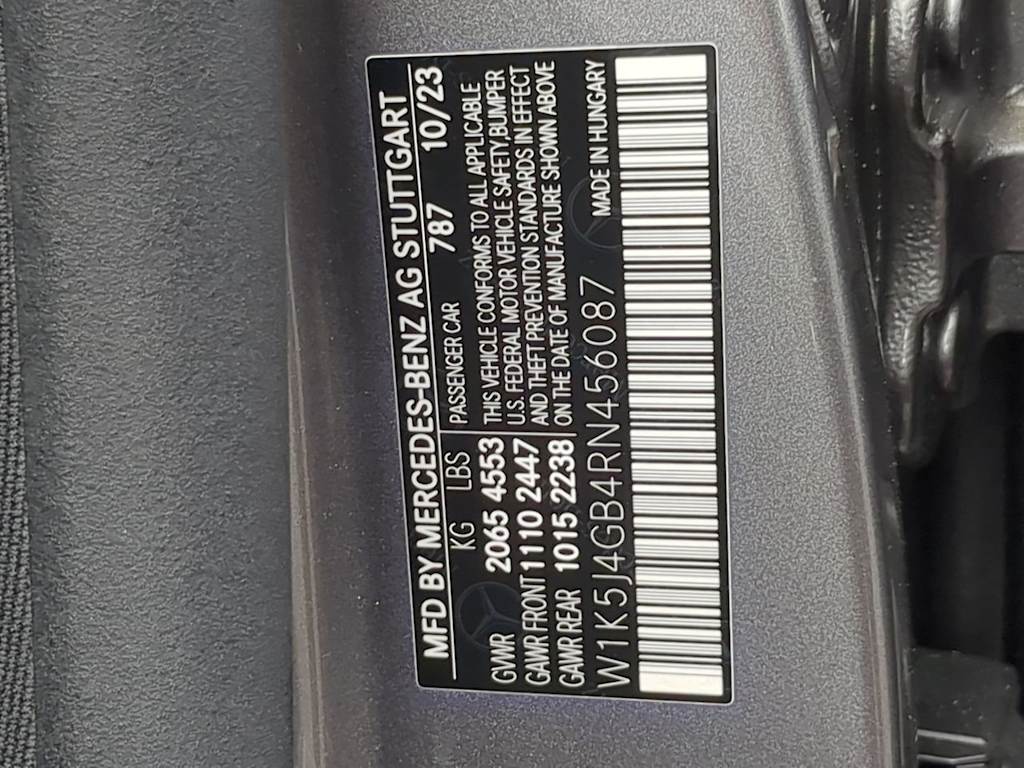 MFD BY MERCEDES-BENZ AG STUTTGART
KG LBS PASSENGER CAR 787 10/23
GVWR 2065 4553 THIS VEHICLE CONFORMS TO ALL APPLICABLE
GAWR FRONT 1110 2447 U.S. FEDERAL MOTOR VEHICLE SAFETY,BUMPER
GAWR REAR 1015 2238 AND THEFT PREVENTION STANDARDS IN EFFECT
ON THE DATE OF MANUFACTURE SHOWN ABOVE
W1K5J4GB4RN456087 MADE IN HUNGARY